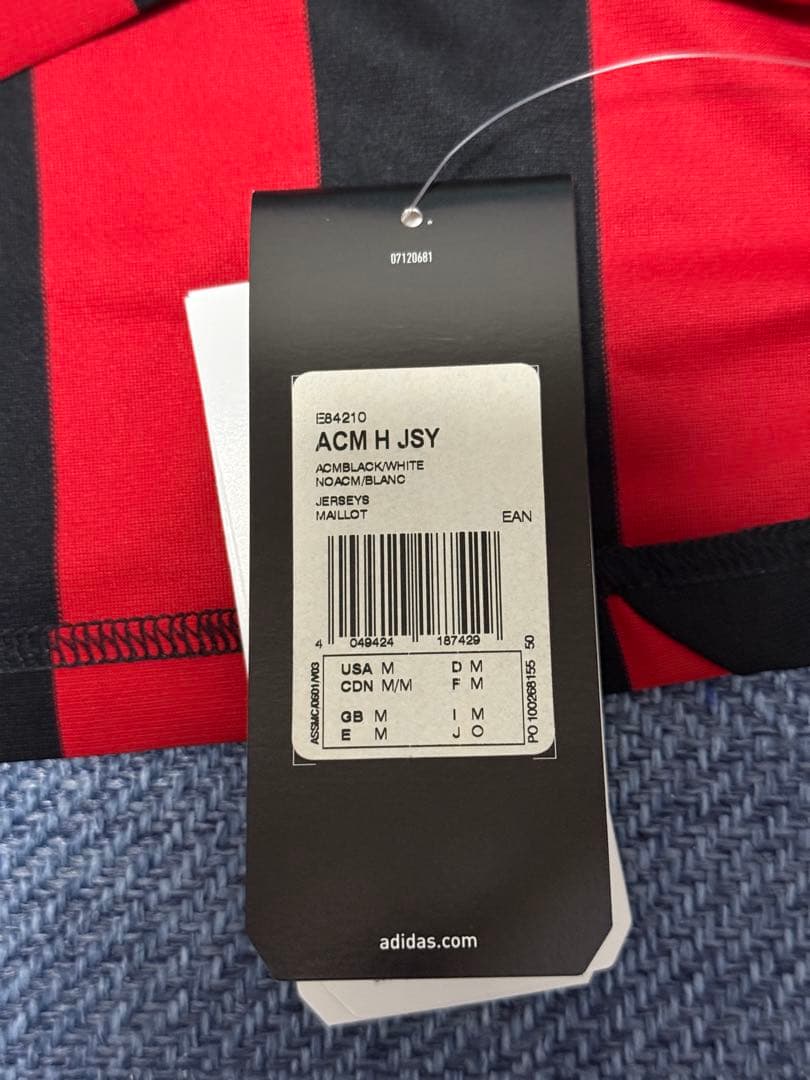 07120681
E84210
ACM H JSY
ACMBLACK/WHITE
NOACM/BLANC
JERSEYS
MAILLOT
EAN
4 049424 187429
USA M D M
CDN M/M F M
GB M I M
E M J O
ASSMC/0601/V03
PO 100268155 50
adidas.com